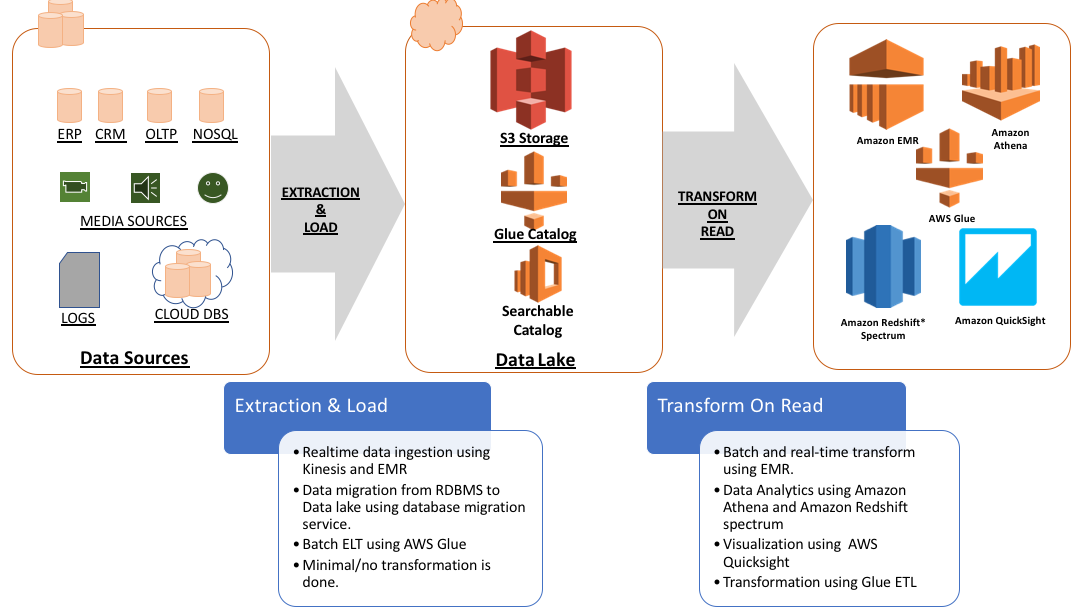 ERP CRM OLTP NOSQL
MEDIA SOURCES
LOGS
CLOUD DBS
Data Sources
EXTRACTION
&
LOAD
S3 Storage
Glue Catalog
Searchable
Catalog
Data Lake
TRANSFORM
ON
READ
Amazon EMR
Amazon
Athena
AWS Glue
Amazon Redshift*
Spectrum
Amazon QuickSight
Extraction & Load
• Realtime data ingestion using
Kinesis and EMR
• Data migration from RDBMS to
Data lake using database migration
service.
• Batch ELT using AWS Glue
• Minimal/no transformation is
done.
Transform On Read
• Batch and real-time transform
using EMR.
• Data Analytics using Amazon
Athena and Amazon Redshift
spectrum
• Visualization using AWS
Quicksight
• Transformation using Glue ETL